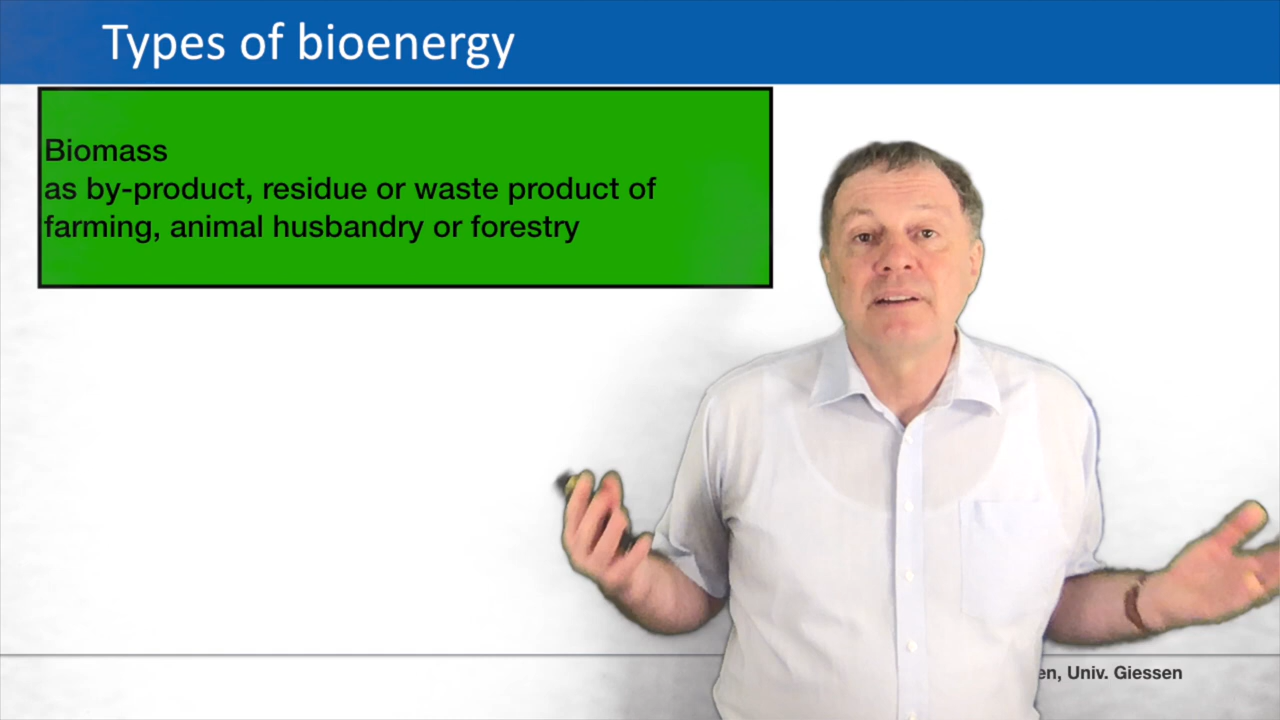 Types of bioenergy
Biomass
as by-product, residue or waste product of
farming, animal husbandry or forestry
Univ. Giessen